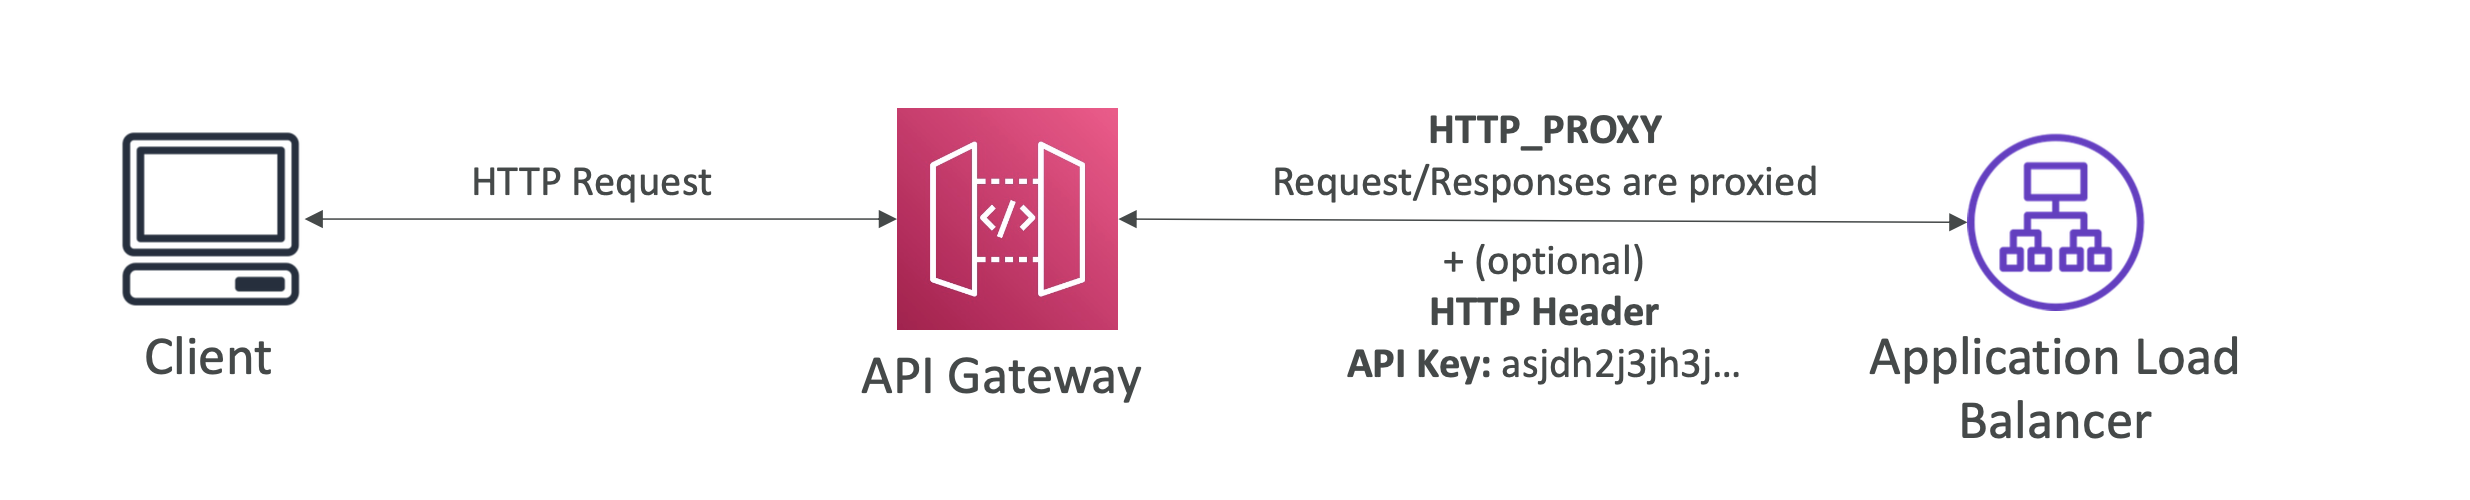 HTTP Request
HTTP_PROXY
Request/Responses are proxied
+ (optional)
HTTP Header
API Key: asjdh2j3jh3j...
</>
Client
API Gateway
Application Load
Balancer